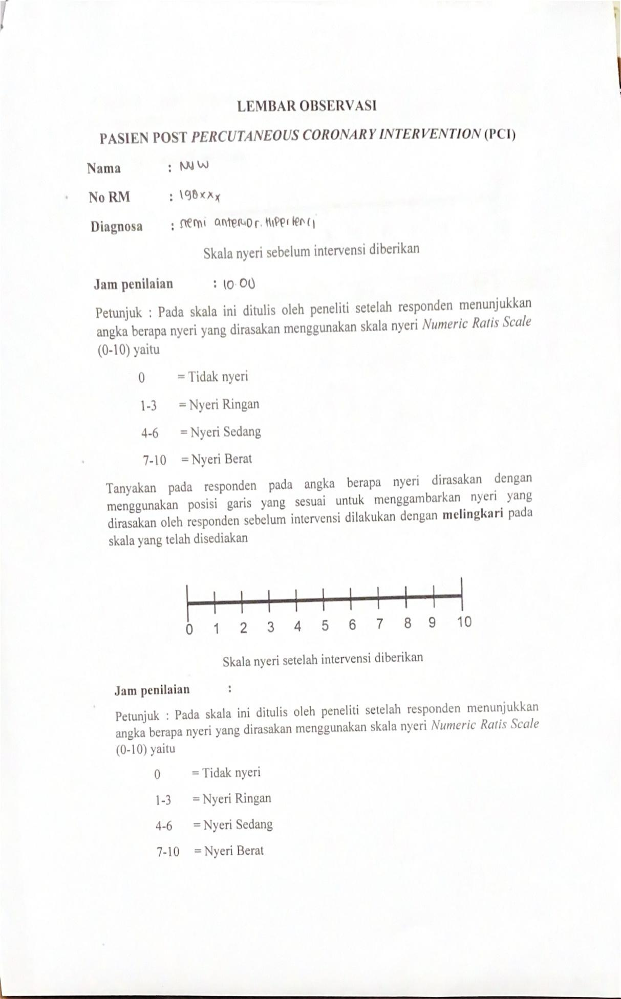 LEMBAR OBSERVASI
PASIEN POST PERCUTANEOUS CORONARY INTERVENTION (PCI)
Nama : Ny W
No RM : 198xxx
Diagnosa : stemi anterior. Hipertensi
Skala nyeri sebelum intervensi diberikan
Jam penilaian : 10.00
Petunjuk : Pada skala ini ditulis oleh peneliti setelah responden menunjukkan
angka berapa nyeri yang dirasakan menggunakan skala nyeri Numeric Ratis Scale
(0-10) yaitu
0 = Tidak nyeri
1-3 = Nyeri Ringan
4-6 = Nyeri Sedang
7-10 = Nyeri Berat
Tanyakan pada responden pada angka berapa nyeri dirasakan dengan
menggunakan posisi garis yang sesuai untuk menggambarkan nyeri yang
dirasakan oleh responden sebelum intervensi dilakukan dengan melingkari pada
skala yang telah disediakan
0 1 2 3 4 5 6 7 8 9 10
Skala nyeri setelah intervensi diberikan
Jam penilaian :
Petunjuk : Pada skala ini ditulis oleh peneliti setelah responden menunjukkan
angka berapa nyeri yang dirasakan menggunakan skala nyeri Numeric Ratis Scale
(0-10) yaitu
0 = Tidak nyeri
1-3 = Nyeri Ringan
4-6 = Nyeri Sedang
7-10 = Nyeri Berat